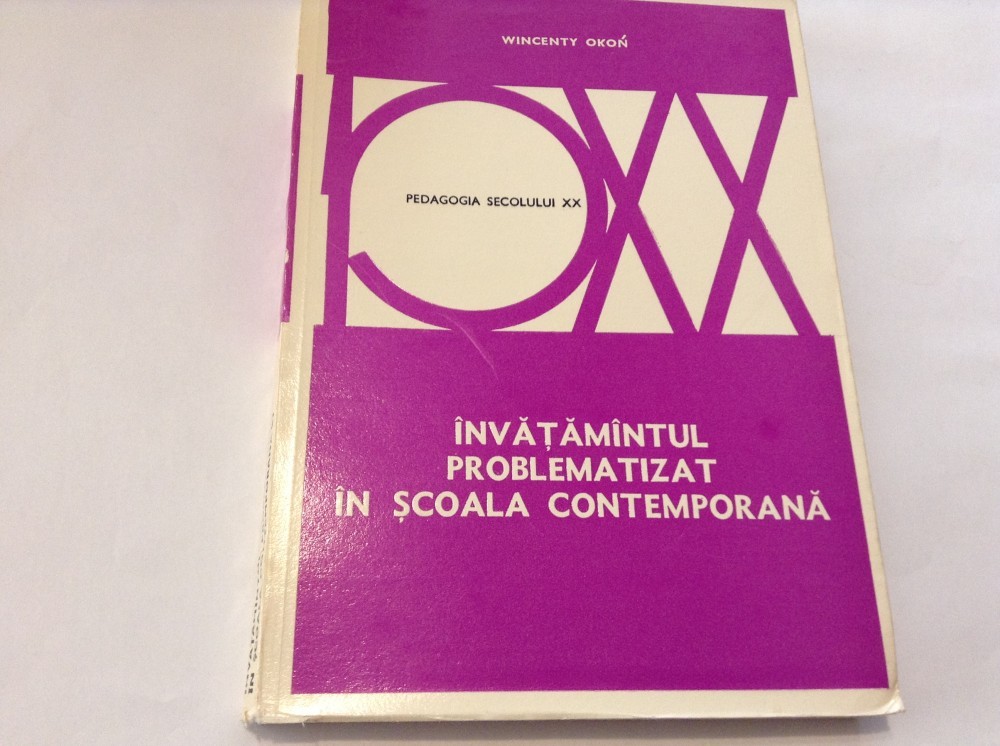 WINCENTY OKOŃ
PEDAGOGIA SECOLULUI XX
ÎNVĂȚĂMÎNTUL
PROBLEMATIZAT
ÎN ȘCOALA CONTEMPORANĂ